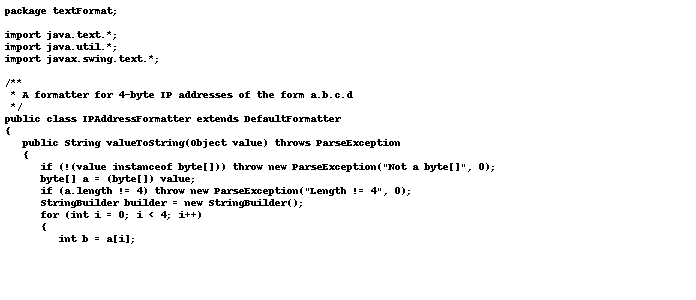 package textFormat;

import java.text.*;
import java.util.*;
import javax.swing.text.*;

/**
 * A formatter for 4-byte IP addresses of the form a.b.c.d
 */
public class IPAddressFormatter extends DefaultFormatter
{
   public String valueToString(Object value) throws ParseException
   {
      if (!(value instanceof byte[])) throw new ParseException("Not a byte[]", 0);
      byte[] a = (byte[]) value;
      if (a.length != 4) throw new ParseException("Length != 4", 0);
      StringBuilder builder = new StringBuilder();
      for (int i = 0; i < 4; i++)
      {
         int b = a[i];